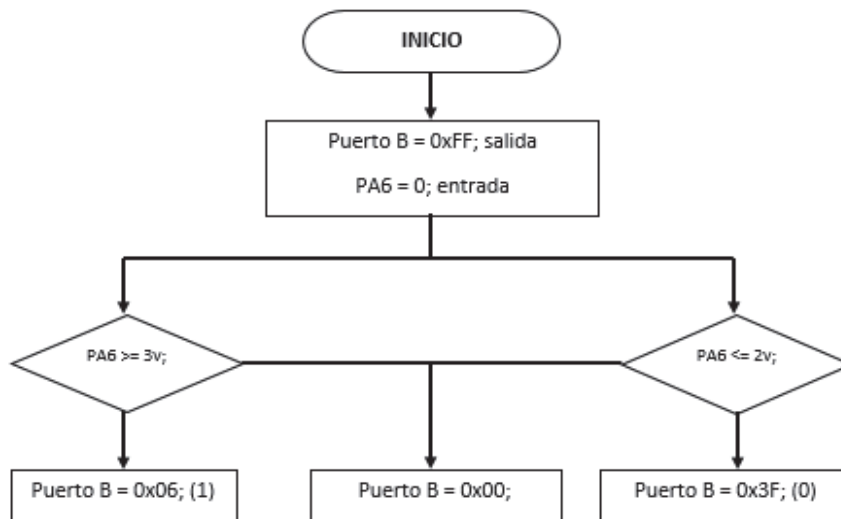 INICIO
Puerto B = 0xFF; salida
PA6 = 0; entrada
PA6 >= 3v;
PA6 <= 2v;
Puerto B = 0x06; (1)
Puerto B = 0x00;
Puerto B = 0x3F; (0)